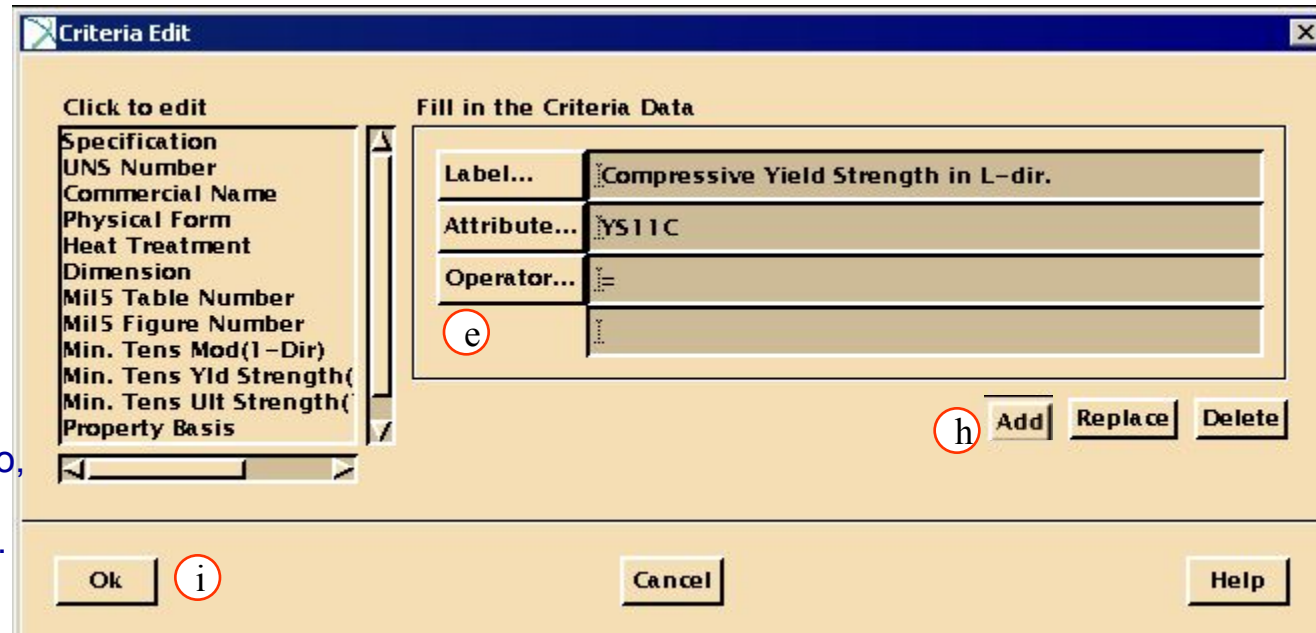 Criteria Edit
Click to edit
Specification
UNS Number
Commercial Name
Physical Form
Heat Treatment
Dimension
Mil5 Table Number
Mil5 Figure Number
Min. Tens Mod(1-Dir)
Min. Tens Yld Strength(
Min. Tens Ult Strength(
Property Basis
Fill in the Criteria Data
Label... Compressive Yield Strength in L-dir.
Attribute... YS11C
Operator... =
e
h Add Replace Delete
o,
.
Ok i Cancel Help